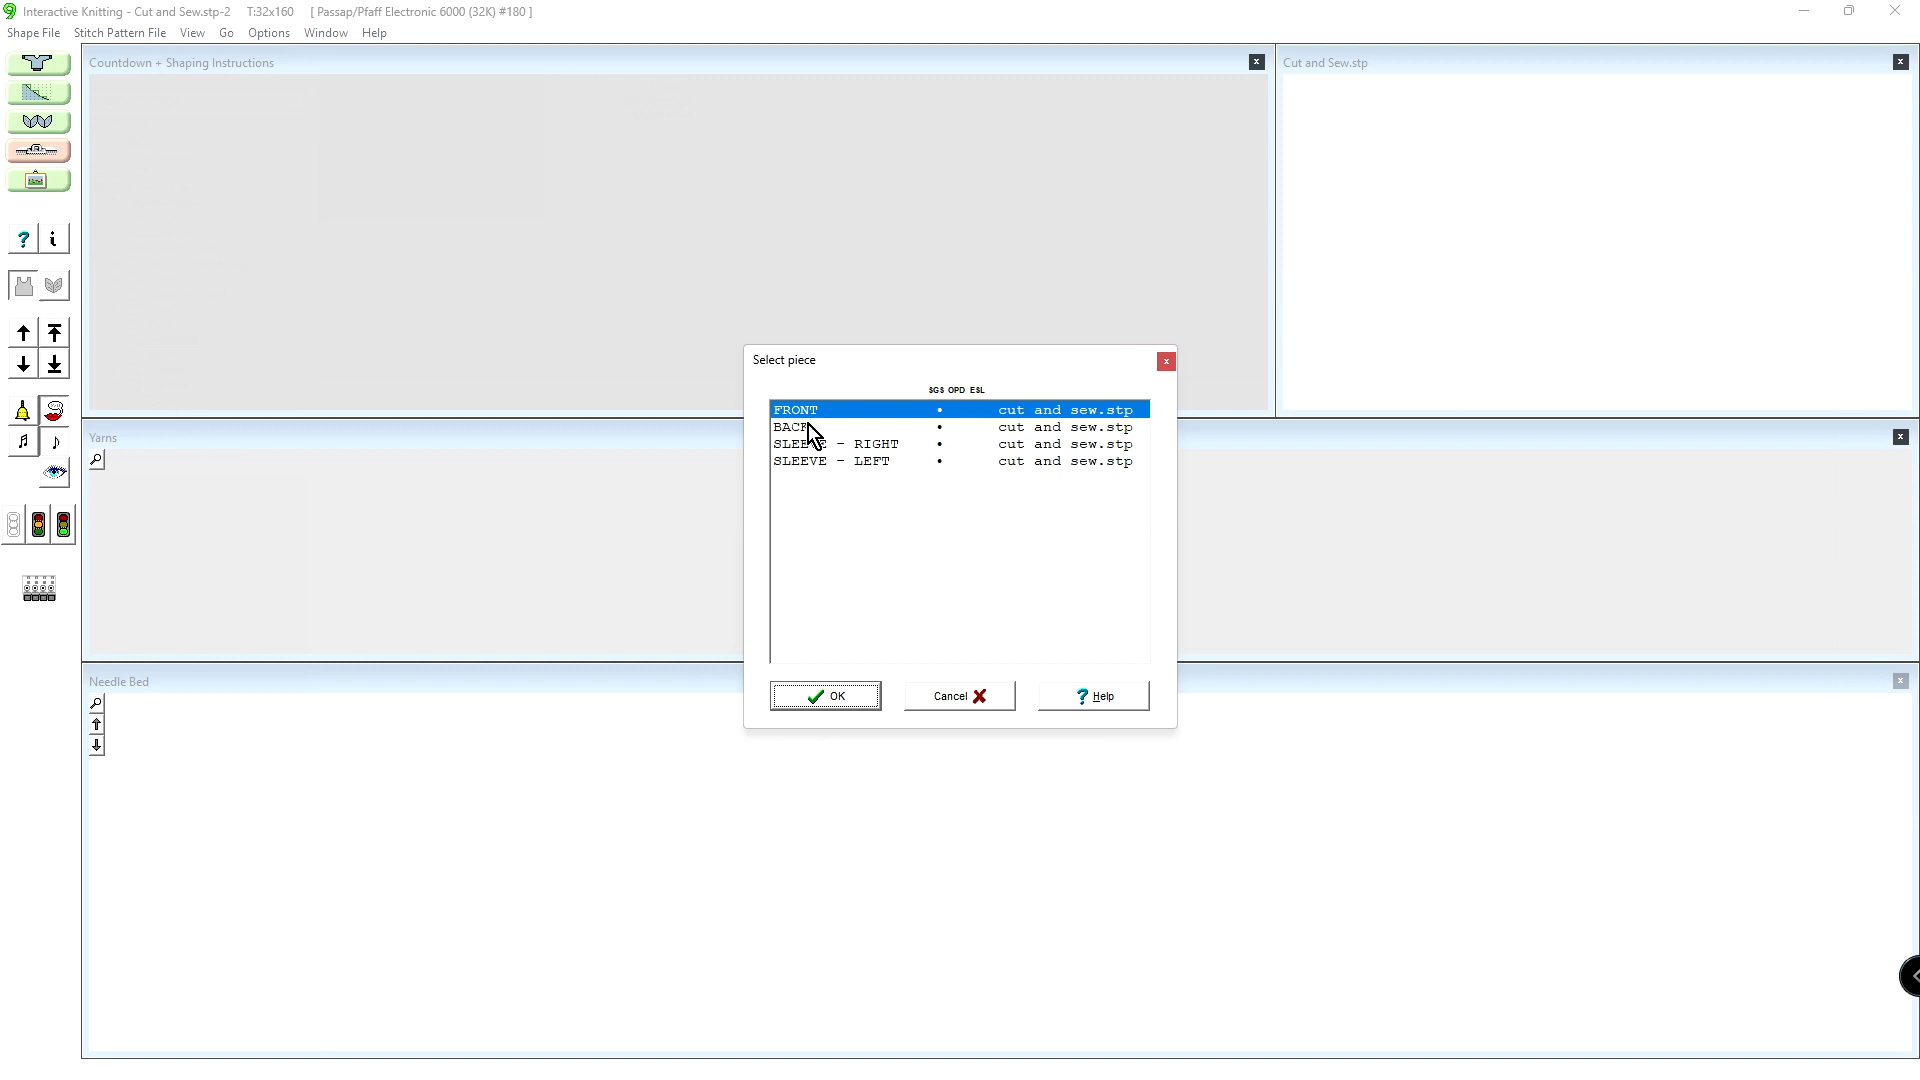 Interactive Knitting - Cut and Sew.stp-2 T:32x160 [ Passap/Pfaff Electronic 6000 (32K) #180 ]
Shape File Stitch Pattern File View Go Options Window Help
Countdown + Shaping Instructions
Cut and Sew.stp
Select piece
SGS OPD ESL
FRONT • cut and sew.stp
BACK • cut and sew.stp
SLEEVE - RIGHT • cut and sew.stp
SLEEVE - LEFT • cut and sew.stp
OK Cancel Help
Yarns
Needle Bed